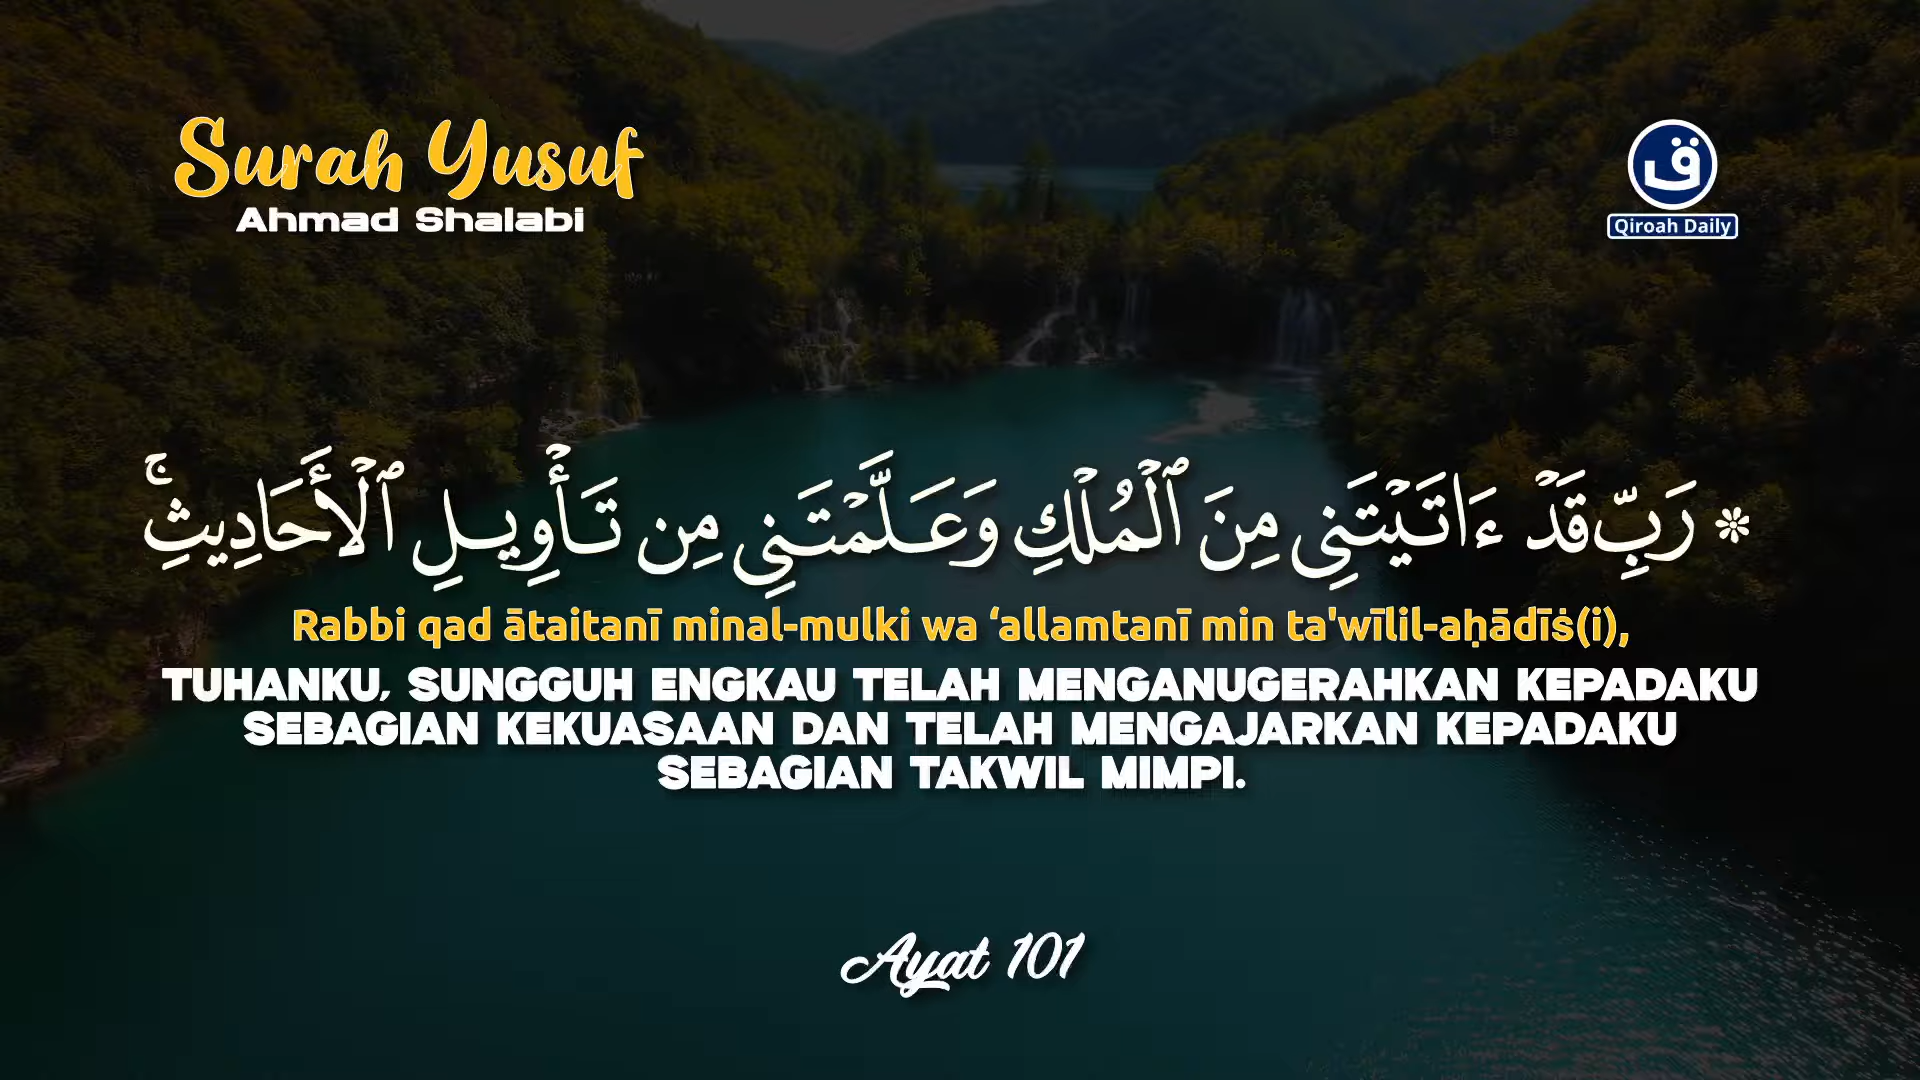 Surah Yusuf
Ahmad Shalabi
ق
Qiroah Daily
۞ رَبِّ قَدْ ءَاتَيْتَنِى مِنَ ٱلْمُلْكِ وَعَلَّمْتَنِى مِن تَأْوِيلِ ٱلْأَحَادِيثِ ۚ
Rabbi qad ātaitanī minal-mulki wa ‘allamtanī min ta'wīlil-aḥādīṡ(i),
TUHANKU, SUNGGUH ENGKAU TELAH MENGANUGERAHKAN KEPADAKU
SEBAGIAN KEKUASAAN DAN TELAH MENGAJARKAN KEPADAKU
SEBAGIAN TAKWIL MIMPI.
Ayat 101